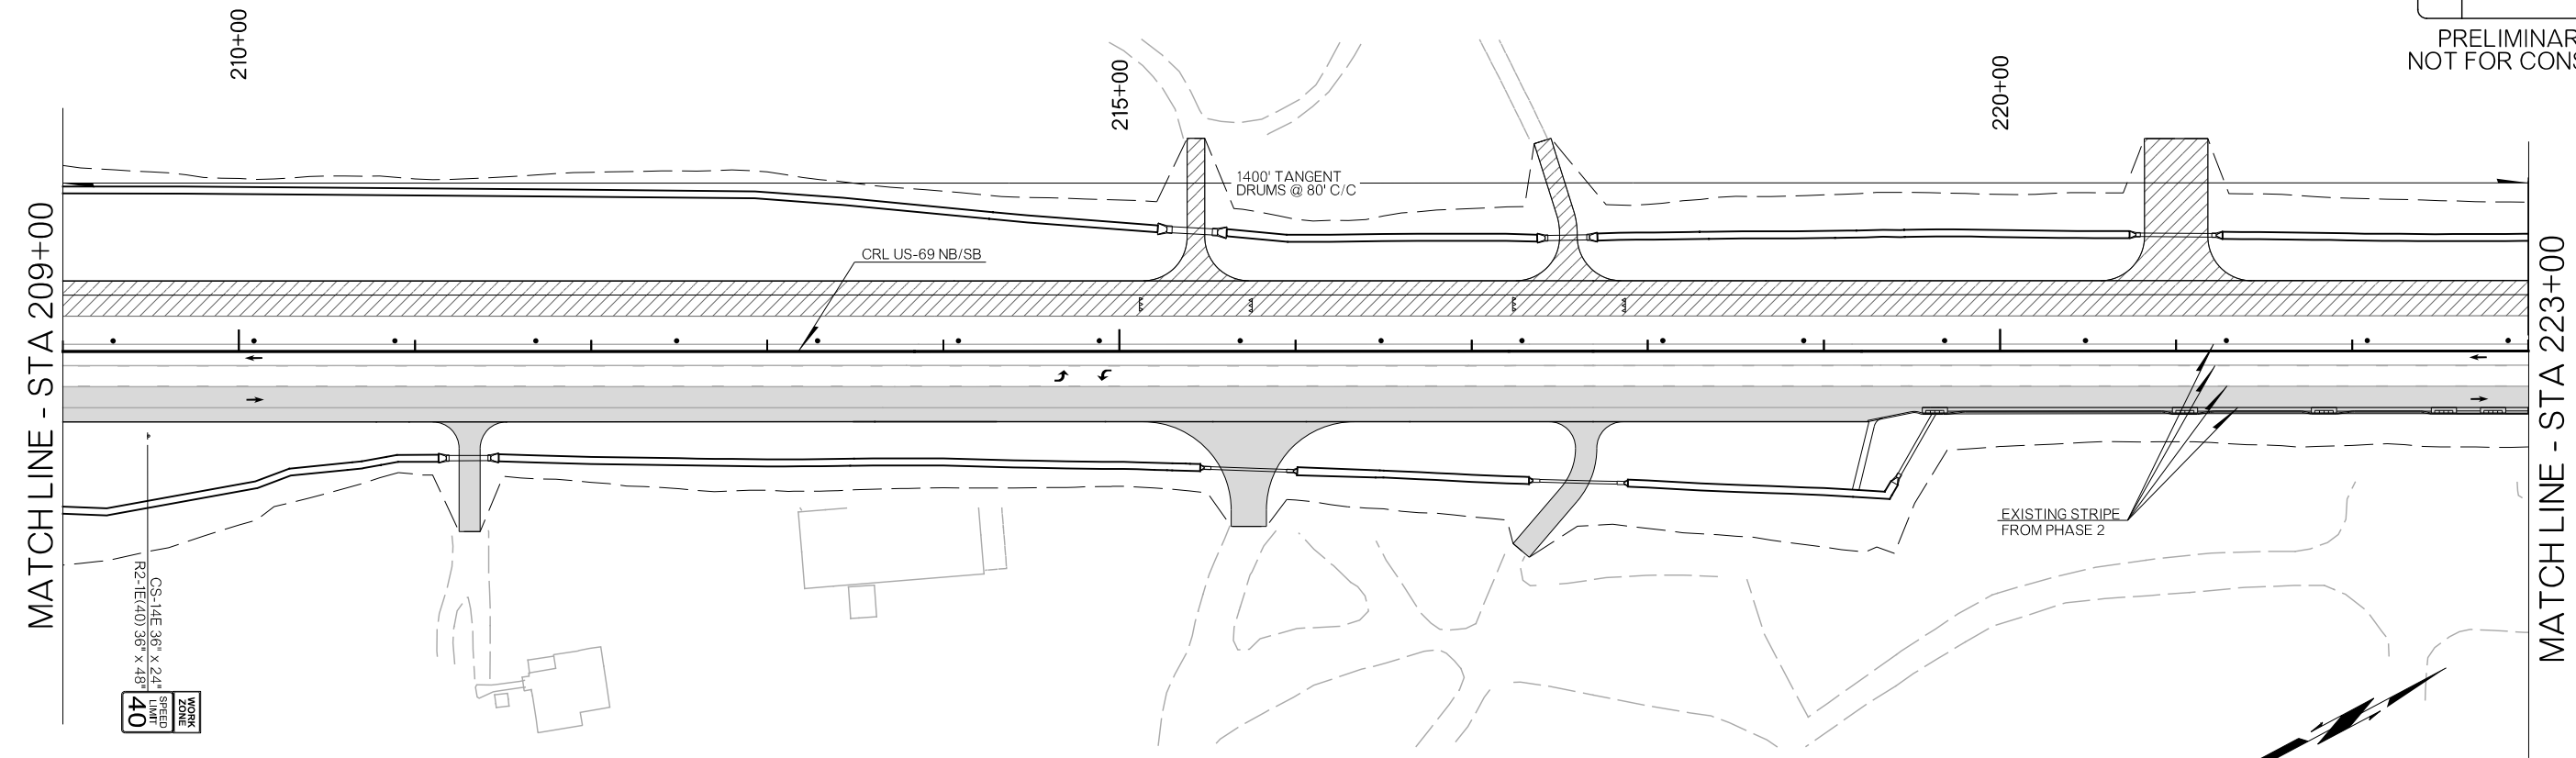 210+00
215+00
220+00
PRELIMINAR
NOT FOR CONS
MATCH LINE - STA 209+00
1400' TANGENT
DRUMS @ 80' C/C
CRL US-69 NB/SB
EXISTING STRIPE
FROM PHASE 2
CS-14E 36" x 24"
R2-1E(40) 36" x 48"
WORK
ZONE
SPEED
LIMIT
40
MATCH LINE - STA 223+00